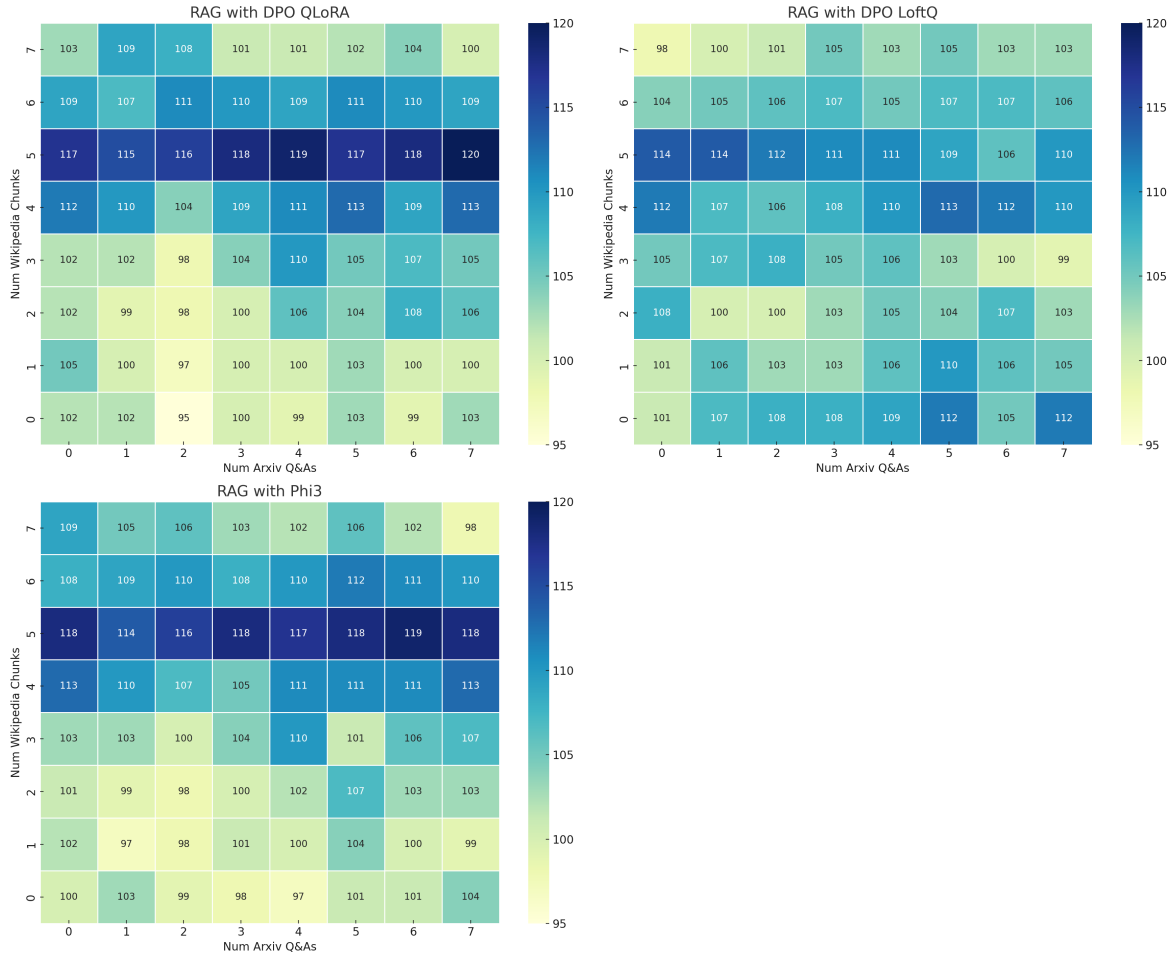 RAG with DPO QLoRA
Num Wikipedia Chunks
7 103 109 108 101 101 102 104 100
6 109 107 111 110 109 111 110 109
5 117 115 116 118 119 117 118 120
4 112 110 104 109 111 113 109 113
3 102 102 98 104 110 105 107 105
2 102 99 98 100 106 104 108 106
1 105 100 97 100 100 103 100 100
0 102 102 95 100 99 103 99 103
0 1 2 3 4 5 6 7
Num Arxiv Q&As
120
115
110
105
100
95
RAG with DPO LoftQ
Num Wikipedia Chunks
7 98 100 101 105 103 105 103 103
6 104 105 106 107 105 107 107 106
5 114 114 112 111 111 109 106 110
4 112 107 106 108 110 113 112 110
3 105 107 108 105 106 103 100 99
2 108 100 100 103 105 104 107 103
1 101 106 103 103 106 110 106 105
0 101 107 108 108 109 112 105 112
0 1 2 3 4 5 6 7
Num Arxiv Q&As
120
115
110
105
100
95
RAG with Phi3
Num Wikipedia Chunks
7 109 105 106 103 102 106 102 98
6 108 109 110 108 110 112 111 110
5 118 114 116 118 117 118 119 118
4 113 110 107 105 111 111 111 113
3 103 103 100 104 110 101 106 107
2 101 99 98 100 102 107 103 103
1 102 97 98 101 100 104 100 99
0 100 103 99 98 97 101 101 104
0 1 2 3 4 5 6 7
Num Arxiv Q&As
120
115
110
105
100
95